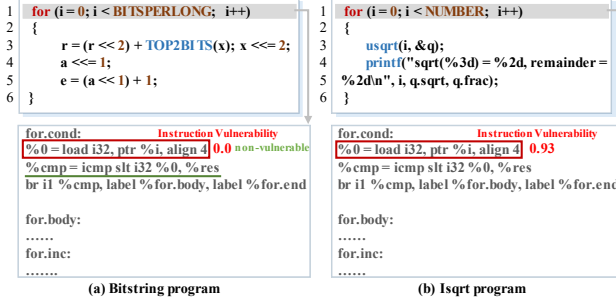 1 for (i = 0; i < BITSPERLONG; i++)
2 {
3 r = (r << 2) + TOP2BITS(x); x <<= 2;
4 a <<= 1;
5 e = (a << 1) + 1;
6 }
for.cond: Instruction Vulnerability
%0 = load i32, ptr %i, align 4 0.0 non-vulnerable
%cmp = icmp slt i32 %0, %res
br i1 %cmp, label %for.body, label %for.end
for.body:
......
for.inc:
.......
(a) Bitstring program
1 for (i = 0; i < NUMBER; i++)
2 {
3 usqrt(i, &q);
4 printf("sqrt(%3d) = %2d, remainder =
5 %2d\n", i, q.sqrt, q.frac);
6 }
for.cond: Instruction Vulnerability
%0 = load i32, ptr %i, align 4 0.93
%cmp = icmp slt i32 %0, %res
br i1 %cmp, label %for.body, label %for.end
for.body:
......
for.inc:
......
(b) Isqrt program